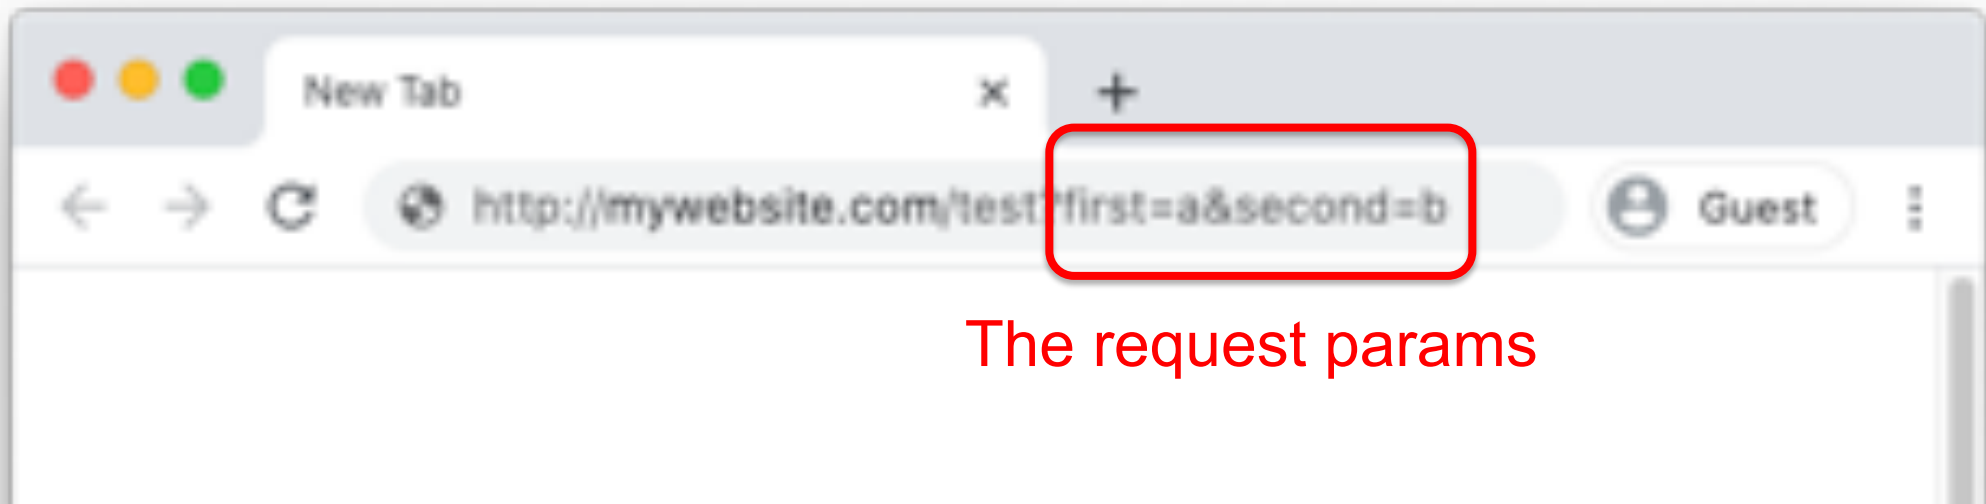 New Tab
http://mywebsite.com/test?first=a&second=b
Guest
The request params